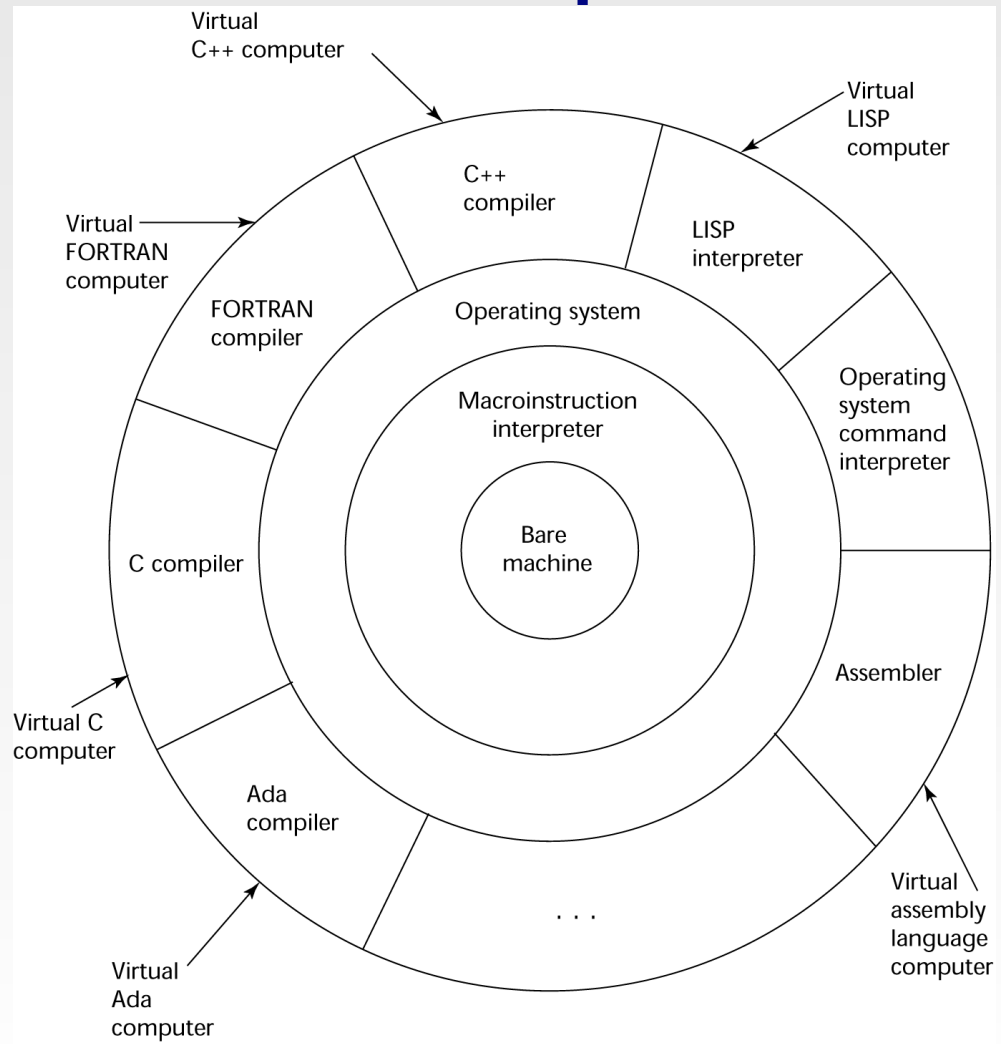 Virtual
C++ computer
Virtual
LISP
computer
C++
compiler
Virtual
FORTRAN
computer
LISP
interpreter
FORTRAN
compiler
Operating system
Operating
system
command
interpreter
Macroinstruction
interpreter
Bare
machine
C compiler
Assembler
Virtual C
computer
Ada
compiler
Virtual
assembly
language
computer
. . .
Virtual
Ada
computer